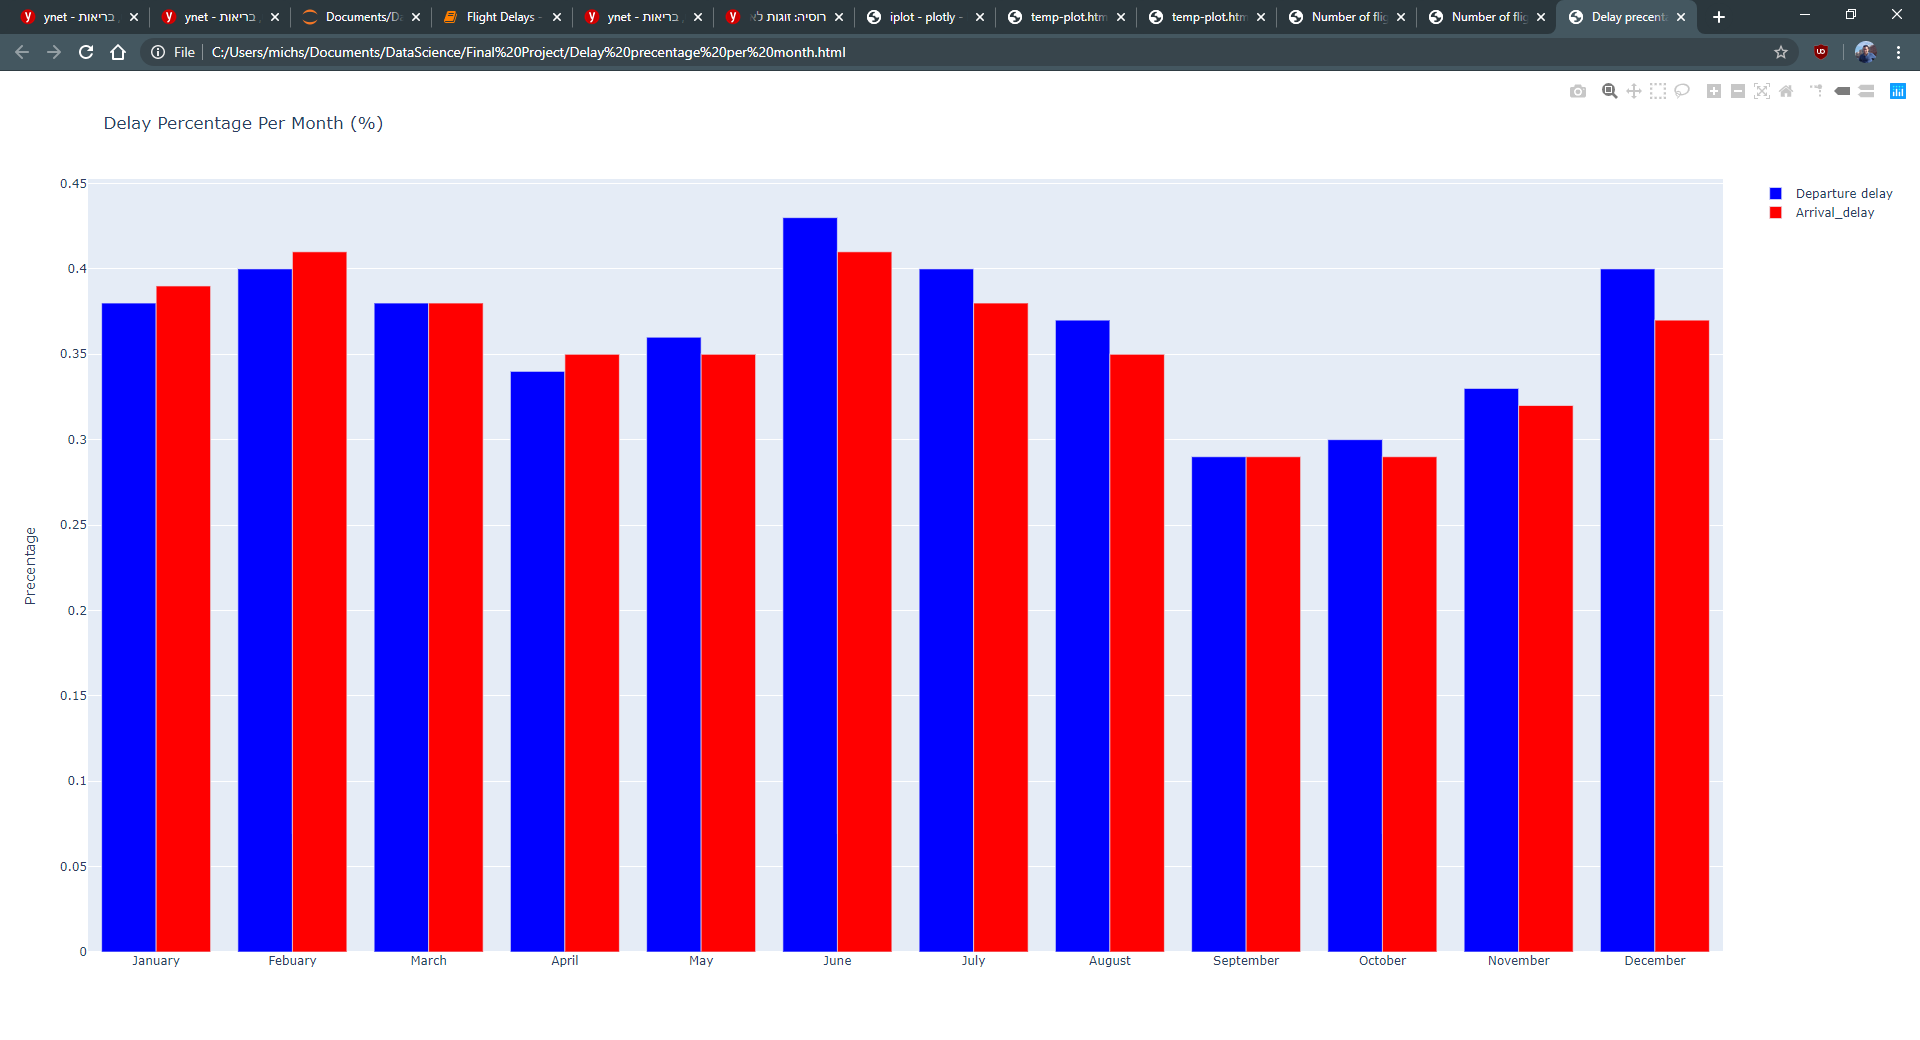 ynet - בריאות
ynet - בריאות
Documents/D
Flight Delays -
ynet - בריאות
רוסיה: זוגות לא
iplot - plotly -
temp-plot.htm
temp-plot.htm
Number of flig
Number of flig
Delay precent
File
C:/Users/michs/Documents/DataScience/Final%20Project/Delay%20precentage%20per%20month.html
Delay Percentage Per Month (%)
Departure delay
Arrival_delay
Precentage
0.45
0.4
0.35
0.3
0.25
0.2
0.15
0.1
0.05
0
January Febuary March April May June July August September October November December